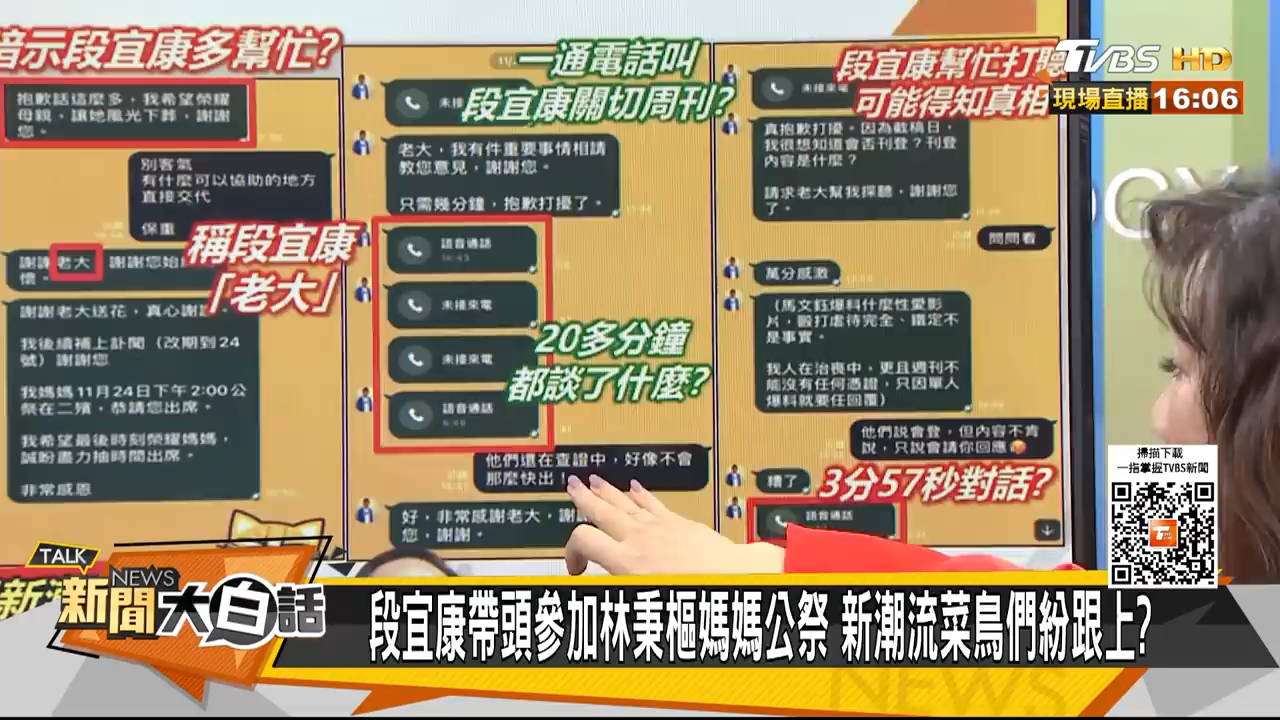 暗示段宜康多幫忙?
抱歉話這麼多，我希望榮耀
母親，讓她風光下葬，謝謝
您。
別客氣
有什麼可以協助的地方
直接交代
保重
稱段宜康
「老大」
謝謝老大
謝謝您始
懷。
謝謝老大送花，真心謝
我後續補上訃聞（改期到24
號）謝謝您
我媽媽11月24日下午2:00公
祭在二殯，恭請您出席。
我希望最後時刻榮耀媽媽，
誠盼盡力抽時間出席。
非常感恩
一通電話叫
段宜康關切周刊?
未接
老大，我有件重要事情相請
教您意見，謝謝您。
只需幾分鐘，抱歉打擾了。
語音通話
16:43
未接來電
未接來電
語音通話
20多分鐘
都談了什麼?
他們還在查證中，好像不會
那麼快出！
好，非常感謝老大，謝謝
您，謝謝。
段宜康幫忙打聽
可能得知真相
未接來電
真抱歉打擾。因為截稿日，
我很想知道會否刊登？刊登
內容是什麼？
請求老大幫我探聽，謝謝您
了。
問問看
萬分感激
（馬文鈺爆料什麼性愛影
片，毆打虐待完全、鐵定不
是事實。
我人在治喪中，更且週刊不
能沒有任何憑證，只因單人
爆料就要任回覆）
他們說會登，但內容不肯
說，只說會請你回應
糟了
3分57秒對話?
語音通話
TVBS HD
現場直播 16:06
掃描下載
一指掌握TVBS新聞
TALK
NEWS
新聞大白話
段宜康帶頭參加林秉樞媽媽公祭 新潮流菜鳥們紛跟上?
NEWS